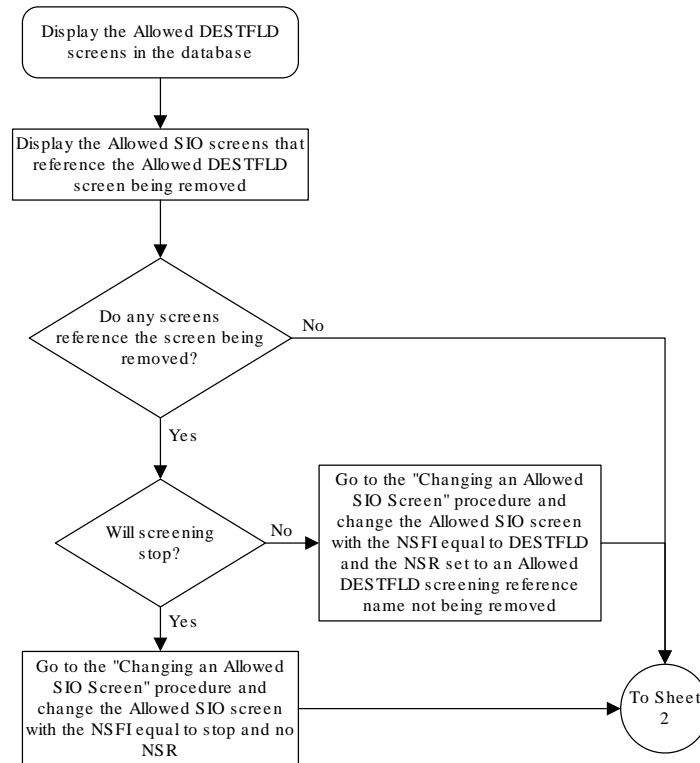 Display the Allowed DESTFLD
screens in the database
Display the Allowed SIO screens that
reference the Allowed DESTFLD
screen being removed
Do any screens
reference the screen being
removed?
No
Yes
Will screening
stop?
No
Go to the "Changing an Allowed
SIO Screen" procedure and
change the Allowed SIO screen
with the NSFI equal to DESTFLD
and the NSR set to an Allowed
DESTFLD screening reference
name not being removed
Yes
Go to the "Changing an Allowed
SIO Screen" procedure and
change the Allowed SIO screen
with the NSFI equal to stop and no
NSR
To Sheet
2